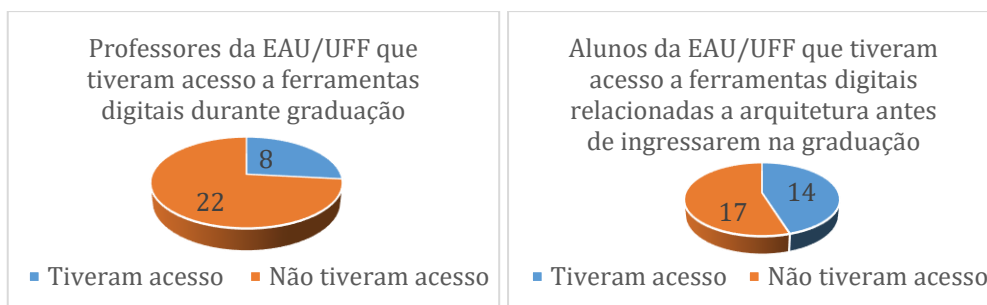 Professores da EAU/UFF que
tiveram acesso a ferramentas
digitais durante graduação
8
22
Tiveram acesso
Não tiveram acesso
Alunos da EAU/UFF que tiveram
acesso a ferramentas digitais
relacionadas a arquitetura antes
de ingressarem na graduação
14
17
Tiveram acesso
Não tiveram acesso